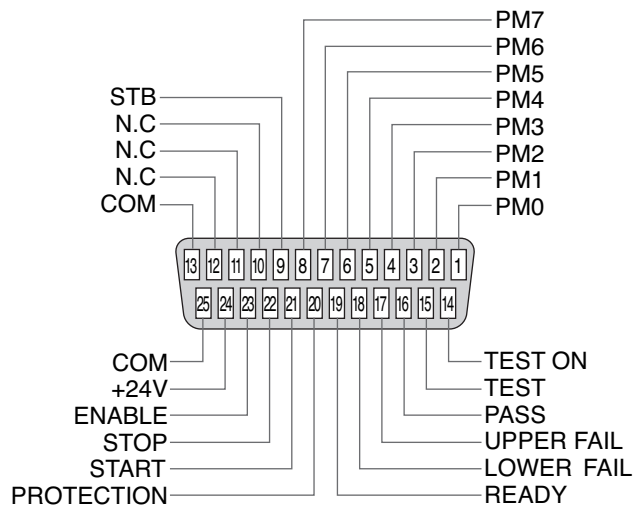 PM7
PM6
PM5
PM4
PM3
PM2
PM1
PM0
STB
N.C
N.C
N.C
COM
13 12 11 10 9 8 7 6 5 4 3 2 1
25 24 23 22 21 20 19 18 17 16 15 14
COM
+24V
ENABLE
STOP
START
PROTECTION
TEST ON
TEST
PASS
UPPER FAIL
LOWER FAIL
READY